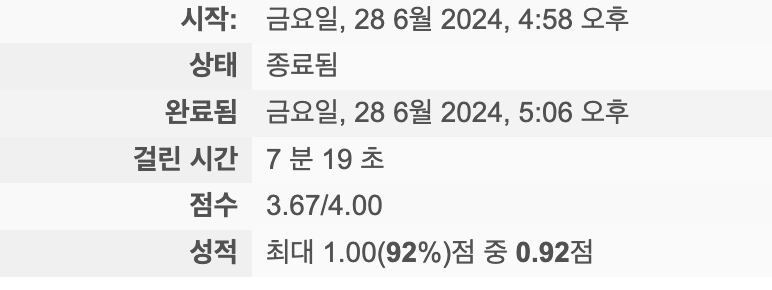 시작: 금요일, 28 6월 2024, 4:58 오후
상태 종료됨
완료됨 금요일, 28 6월 2024, 5:06 오후
걸린 시간 7 분 19 초
점수 3.67/4.00
성적 최대 1.00(92%)점 중 0.92점